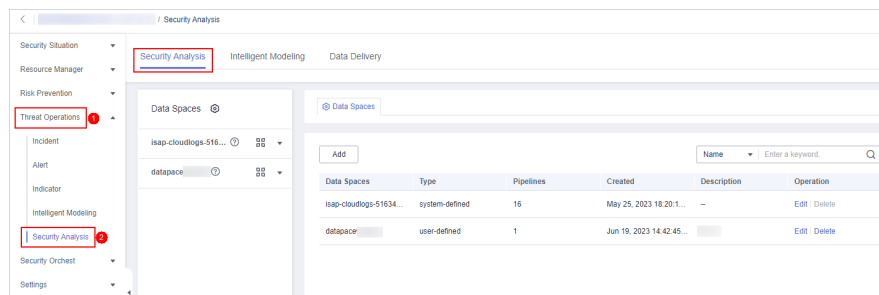 / Security Analysis
Security Situation
Resource Manager
Risk Prevention
Threat Operations 1
Incident
Alert
Indicator
Intelligent Modeling
Security Analysis 2
Security Orchest
Settings
Security Analysis Intelligent Modeling Data Delivery
Data Spaces
isap-cloudlogs-516...
datapace
Data Spaces
Add Name Enter a keyword.
Data Spaces Type Pipelines Created Description Operation
isap-cloudlogs-51634... system-defined 16 May 25, 2023 18:20:1... -- Edit Delete
datapace user-defined 1 Jun 19, 2023 14:42:45... Edit Delete